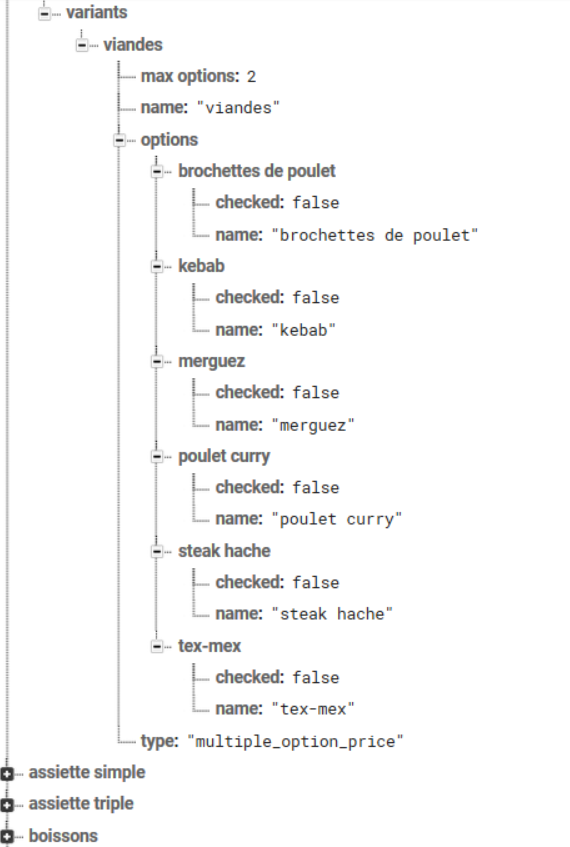 variants
viandes
max options: 2
name: "viandes"
options
brochettes de poulet
checked: false
name: "brochettes de poulet"
kebab
checked: false
name: "kebab"
merguez
checked: false
name: "merguez"
poulet curry
checked: false
name: "poulet curry"
steak hache
checked: false
name: "steak hache"
tex-mex
checked: false
name: "tex-mex"
type: "multiple_option_price"
assiette simple
assiette triple
boissons